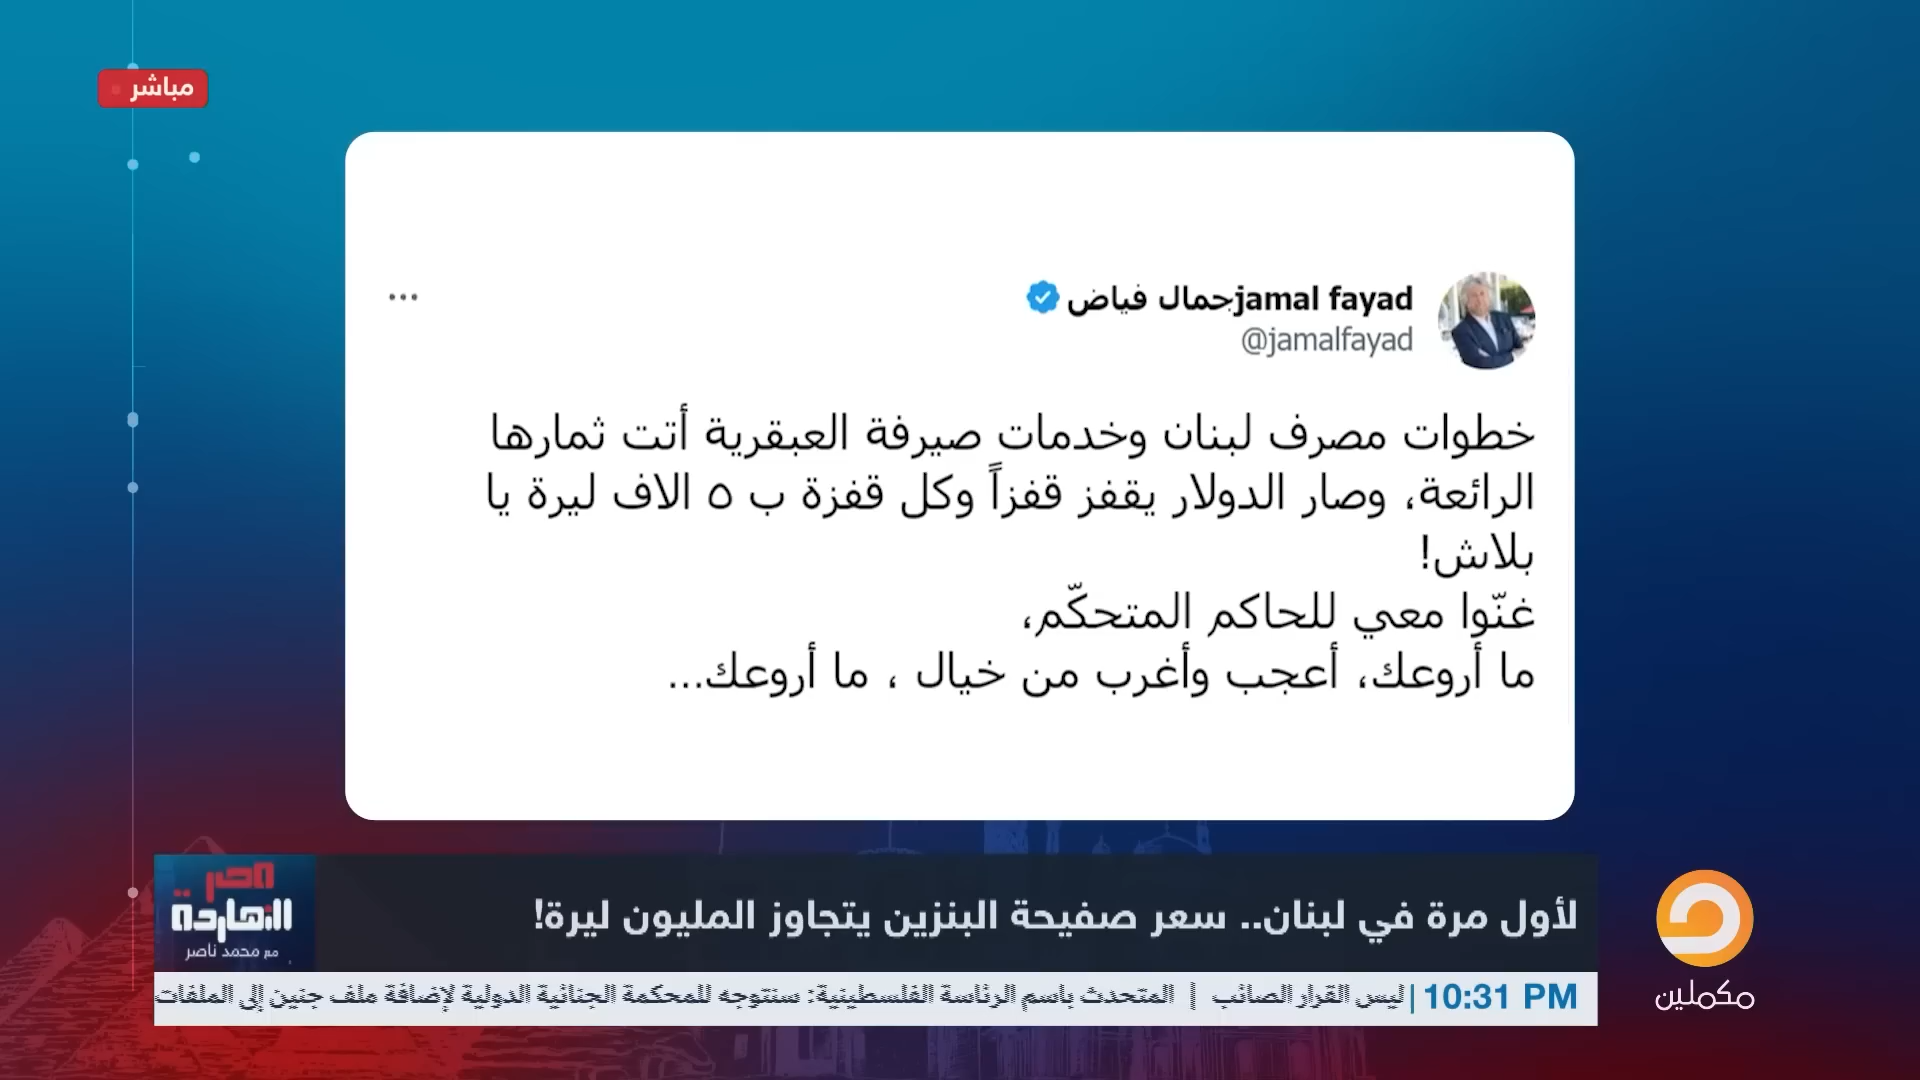 مباشر
jamal fayadجمال فياض
@jamalfayad
خطوات مصرف لبنان وخدمات صيرفة العبقرية أتت ثمارها
الرائعة، وصار الدولار يقفز قفزاً وكل قفزة ب ٥ الاف ليرة يا
بلاش!
غنّوا معي للحاكم المتحكّم،
ما أروعك، أعجب وأغرب من خيال ، ما أروعك...
لأول مرة في لبنان.. سعر صفيحة البنزين يتجاوز المليون ليرة!
مصر
النهاردة
مع محمد ناصر
10:31 PM | ليس القرار الصائب | المتحدث باسم الرئاسة الفلسطينية: سنتوجه للمحكمة الجنائية الدولية لإضافة ملف جنين إلى الملفات
مكملين